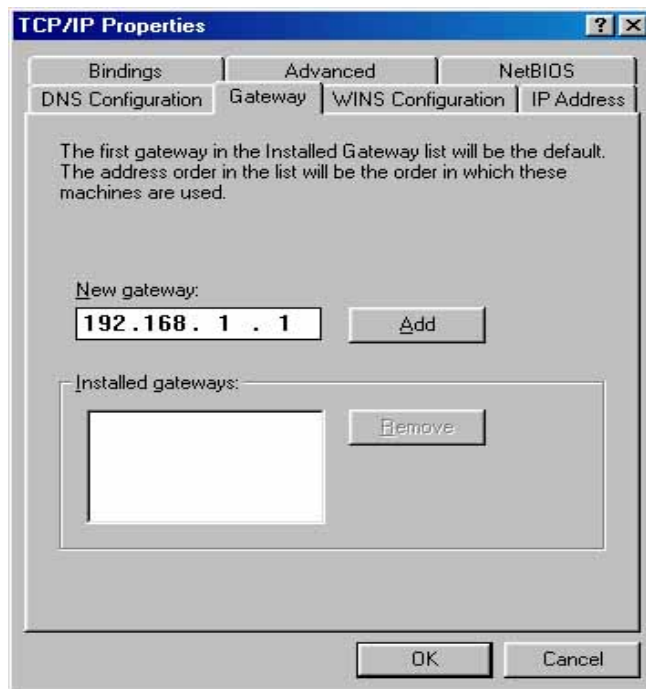 TCP/IP Properties
Bindings Advanced NetBIOS
DNS Configuration Gateway WINS Configuration IP Address
The first gateway in the Installed Gateway list will be the default.
The address order in the list will be the order in which these
machines are used.
New gateway:
192.168. 1 . 1 Add
Installed gateways:
Remove
OK Cancel